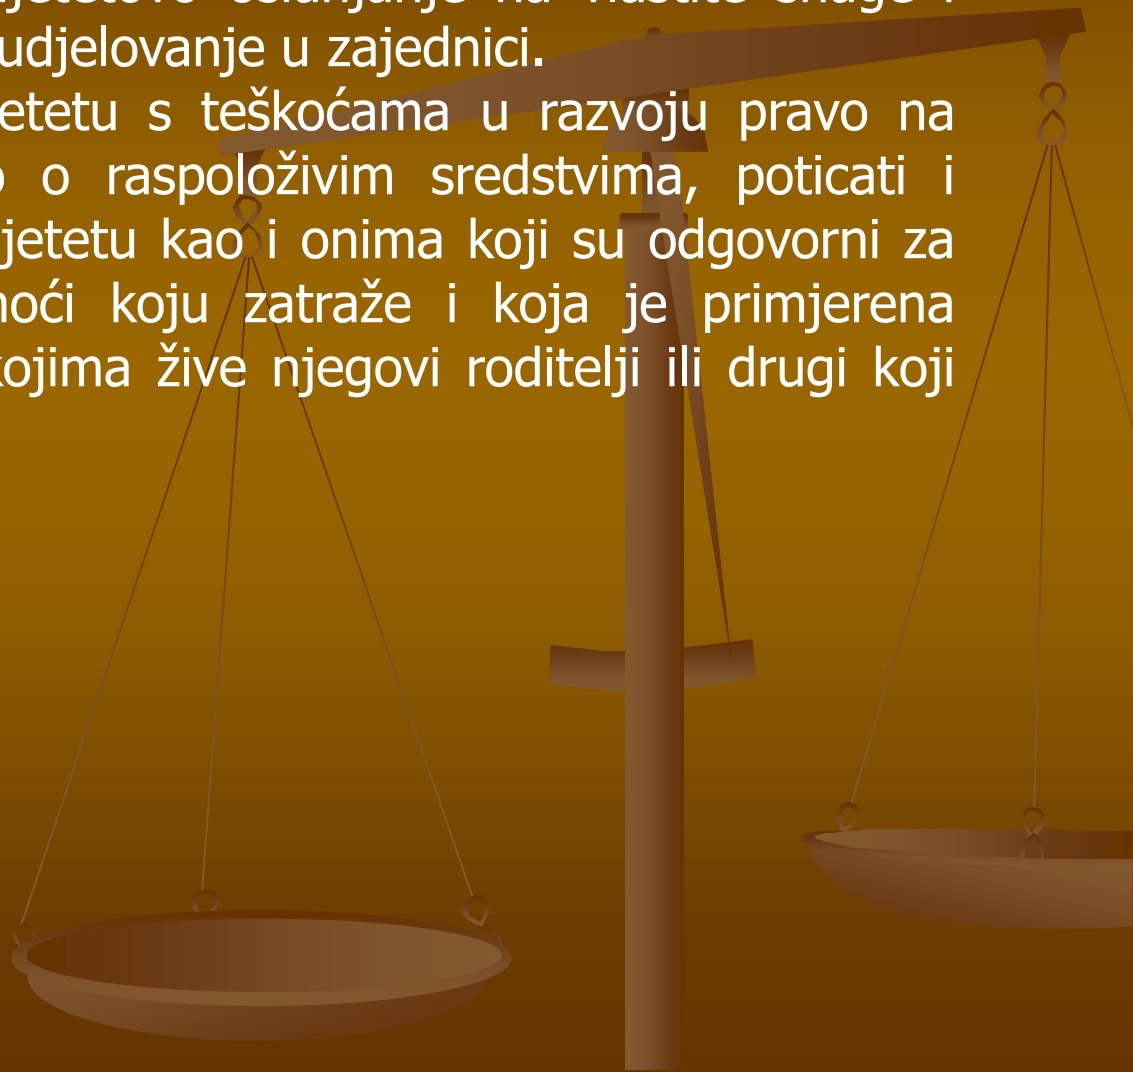 udjelovanje u zajednici.
etetu s teškoćama u razvoju pravo na
o o raspoloživim sredstvima, poticati i
jetetu kao i onima koji su odgovorni za
noći koju zatraže i koja je primjerena
kojima žive njegovi roditelji ili drugi koji